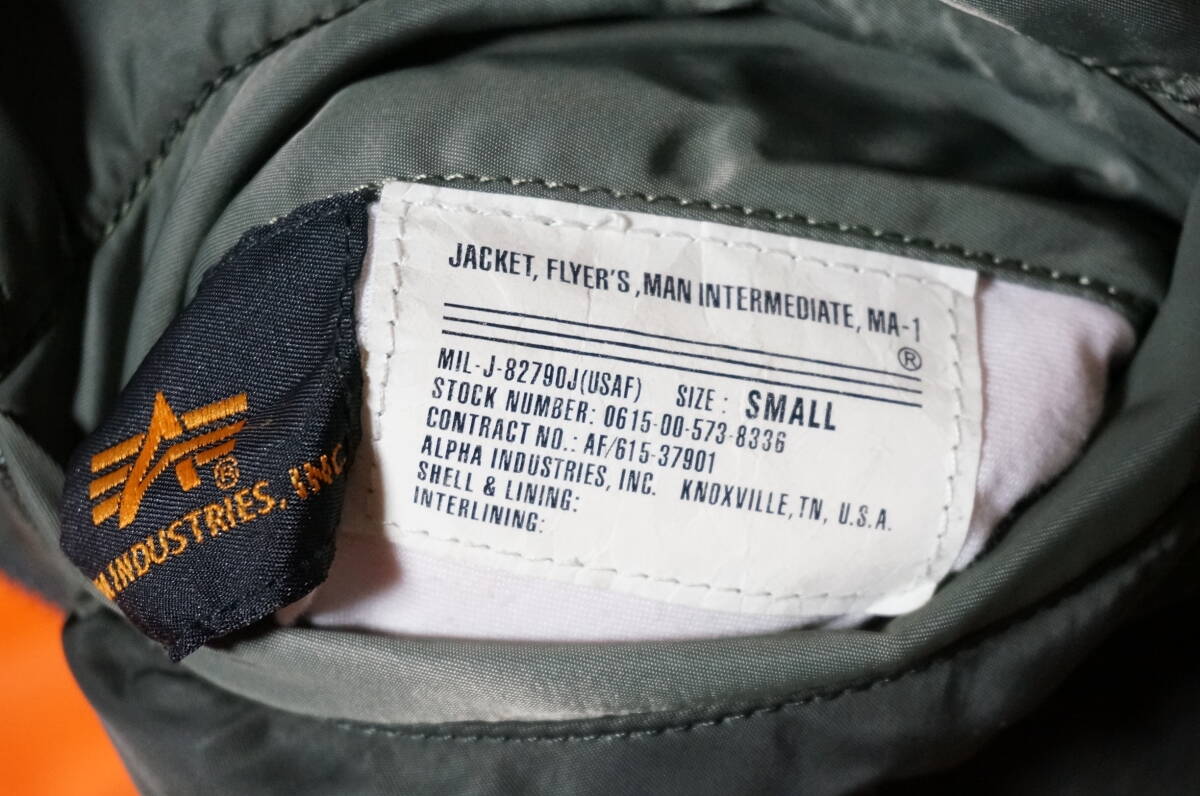 JACKET, FLYER'S, MAN INTERMEDIATE, MA-1
®
MIL-J-82790J(USAF) SIZE: SMALL
STOCK NUMBER: 0615-00-573-8336
CONTRACT NO.: AF/615-37901
ALPHA INDUSTRIES, INC. KNOXVILLE, TN, U.S.A.
SHELL & LINING:
INTERLINING:
®
INDUSTRIES, INC